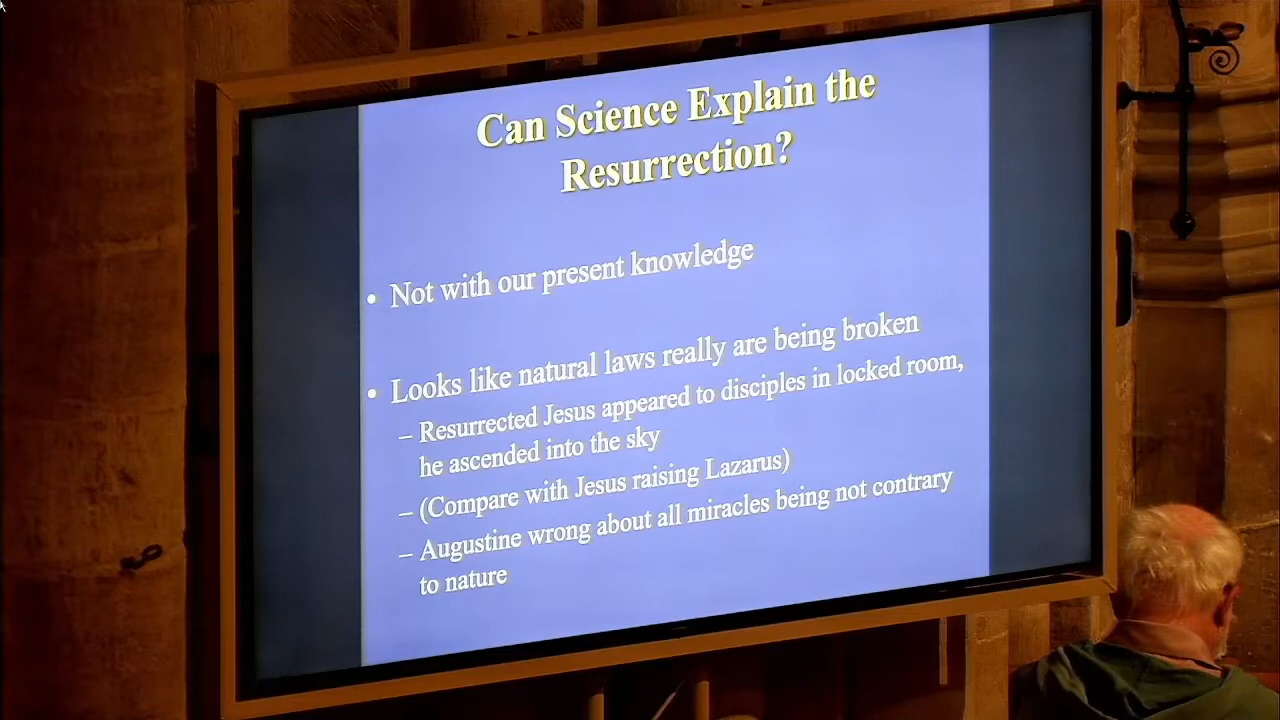 Can Science Explain the
Resurrection?
• Not with our present knowledge
• Looks like natural laws really are being broken
– Resurrected Jesus appeared to disciples in locked room,
he ascended into the sky
– (Compare with Jesus raising Lazarus)
– Augustine wrong about all miracles being not contrary
to nature